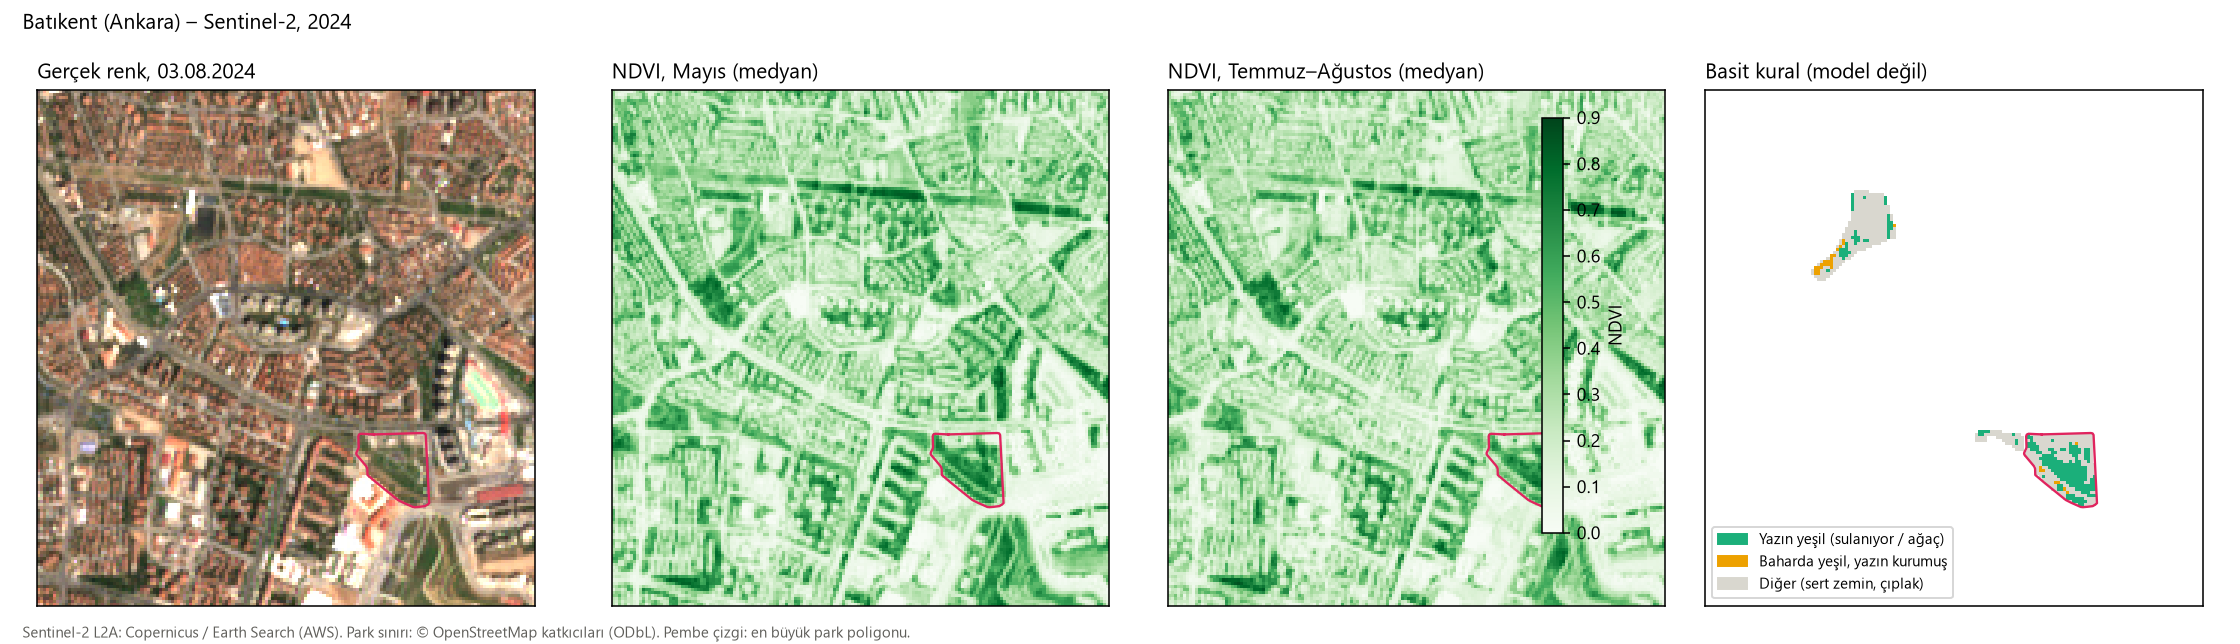 Batıkent (Ankara) – Sentinel-2, 2024
Gerçek renk, 03.08.2024
NDVI, Mayıs (medyan)
NDVI, Temmuz–Ağustos (medyan)
Basit kural (model değil)
0.9
0.8
0.7
0.6
0.5
0.4
0.3
0.2
0.1
0.0
NDVI
Yazın yeşil (sulanıyor / ağaç)
Baharda yeşil, yazın kurumuş
Diğer (sert zemin, çıplak)
Sentinel-2 L2A: Copernicus / Earth Search (AWS). Park sınırı: © OpenStreetMap katkıcıları (ODbL). Pembe çizgi: en büyük park poligonu.